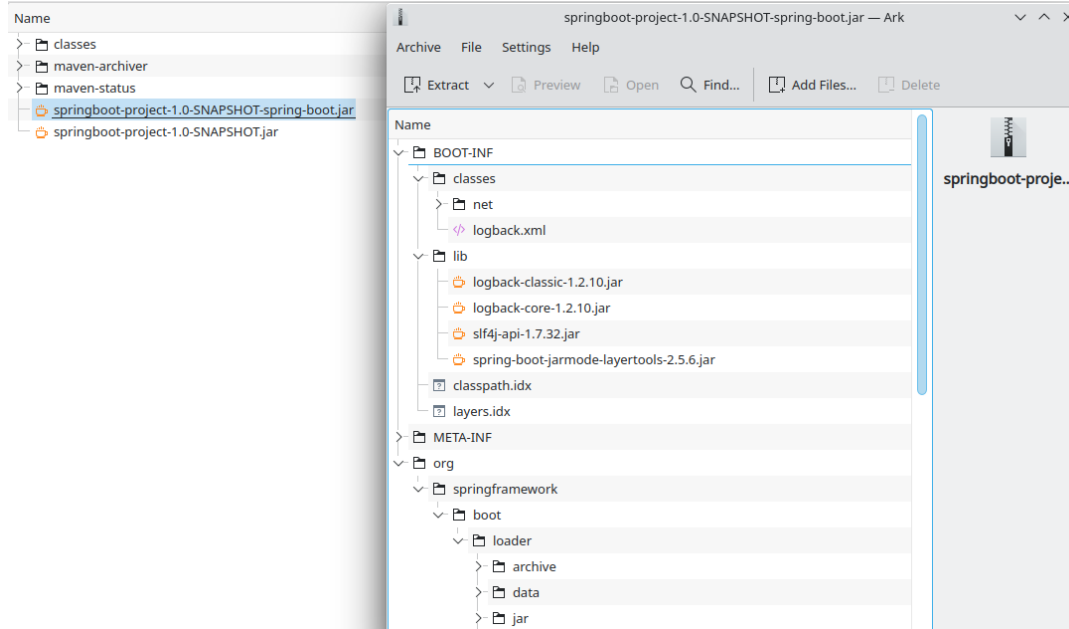 Name
classes
maven-archiver
maven-status
springboot-project-1.0-SNAPSHOT-spring-boot.jar
springboot-project-1.0-SNAPSHOT.jar
springboot-project-1.0-SNAPSHOT-spring-boot.jar — Ark
Archive File Settings Help
Extract Preview Open Find... Add Files... Delete
Name
BOOT-INF
classes
net
logback.xml
lib
logback-classic-1.2.10.jar
logback-core-1.2.10.jar
slf4j-api-1.7.32.jar
spring-boot-jarmode-layertools-2.5.6.jar
classpath.idx
layers.idx
META-INF
org
springframework
boot
loader
archive
data
jar
springboot-proje...